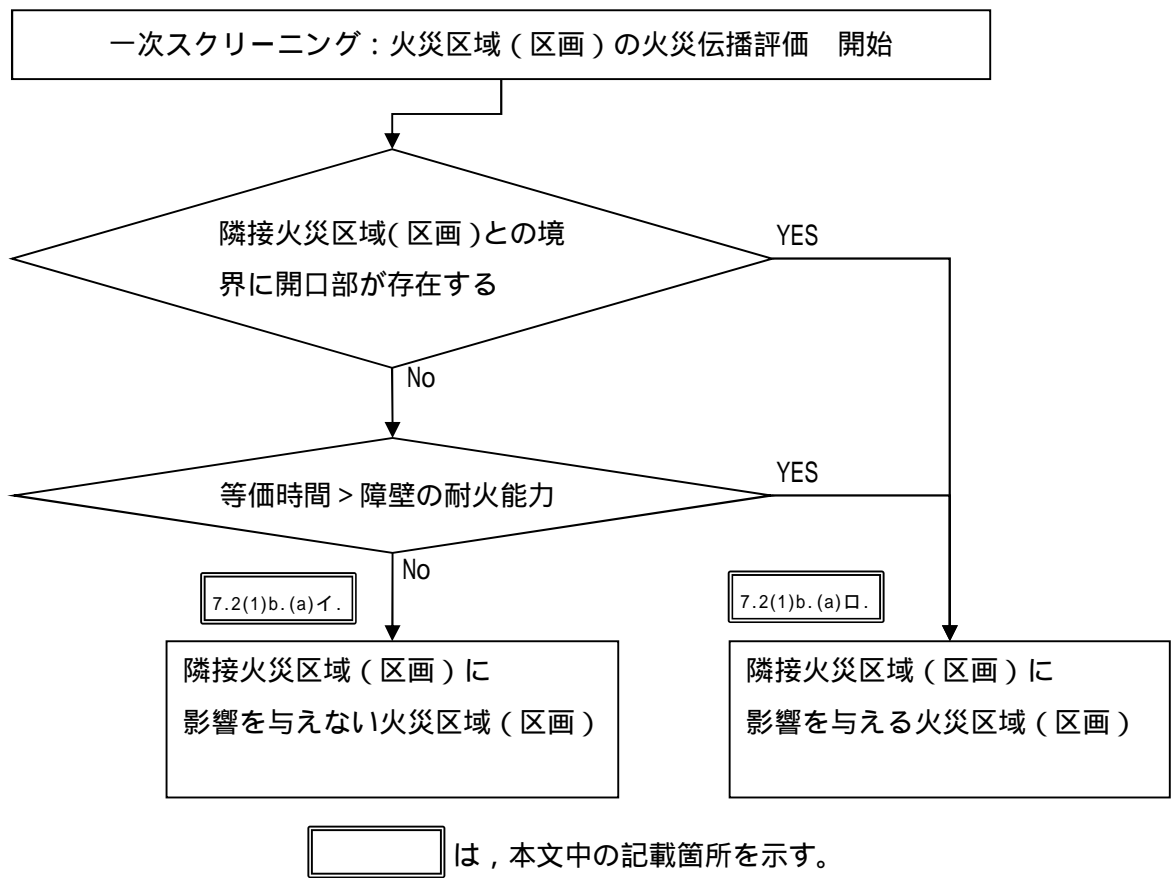 一次スクリーニング：火災区域（区画）の火災伝播評価　開始
隣接火災区域(区画)との境
界に開口部が存在する
YES
No
等価時間＞障壁の耐火能力
YES
No
7.2(1)b.(a)イ.
7.2(1)b.(a)ロ.
隣接火災区域（区画）に
影響を与えない火災区域（区画）
隣接火災区域（区画）に
影響を与える火災区域（区画）
は，本文中の記載箇所を示す。